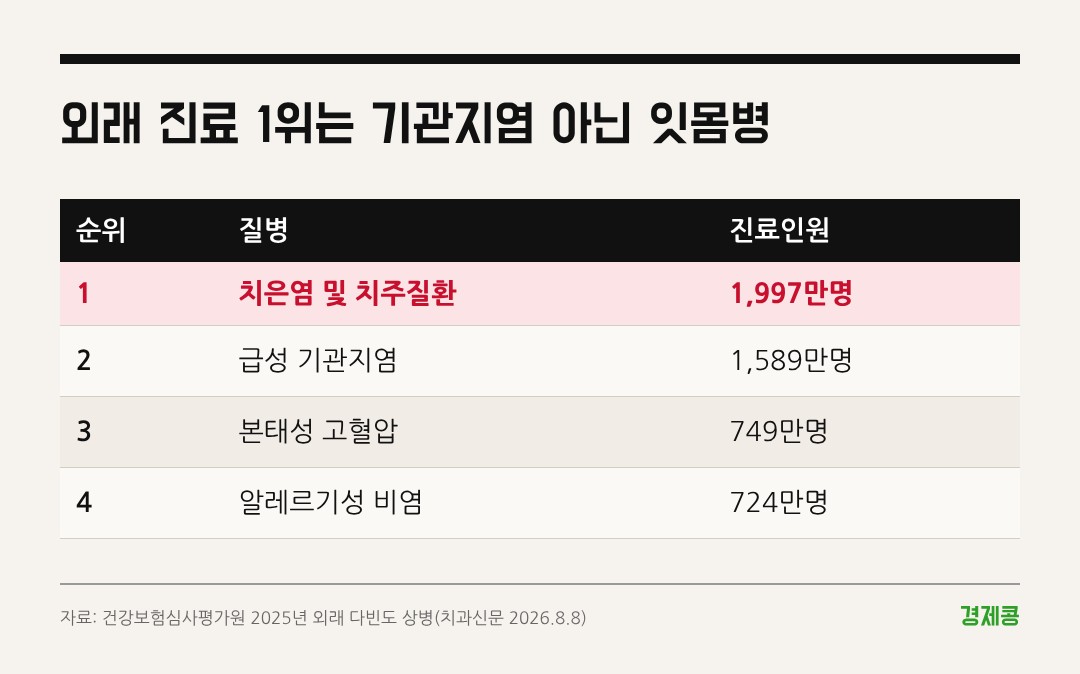 외래 진료 1위는 기관지염 아닌 잇몸병
순위 질병 진료인원
1 치은염 및 치주질환 1,997만명
2 급성 기관지염 1,589만명
3 본태성 고혈압 749만명
4 알레르기성 비염 724만명
자료: 건강보험심사평가원 2025년 외래 다빈도 상병(치과신문 2026.8.8)
경제콩